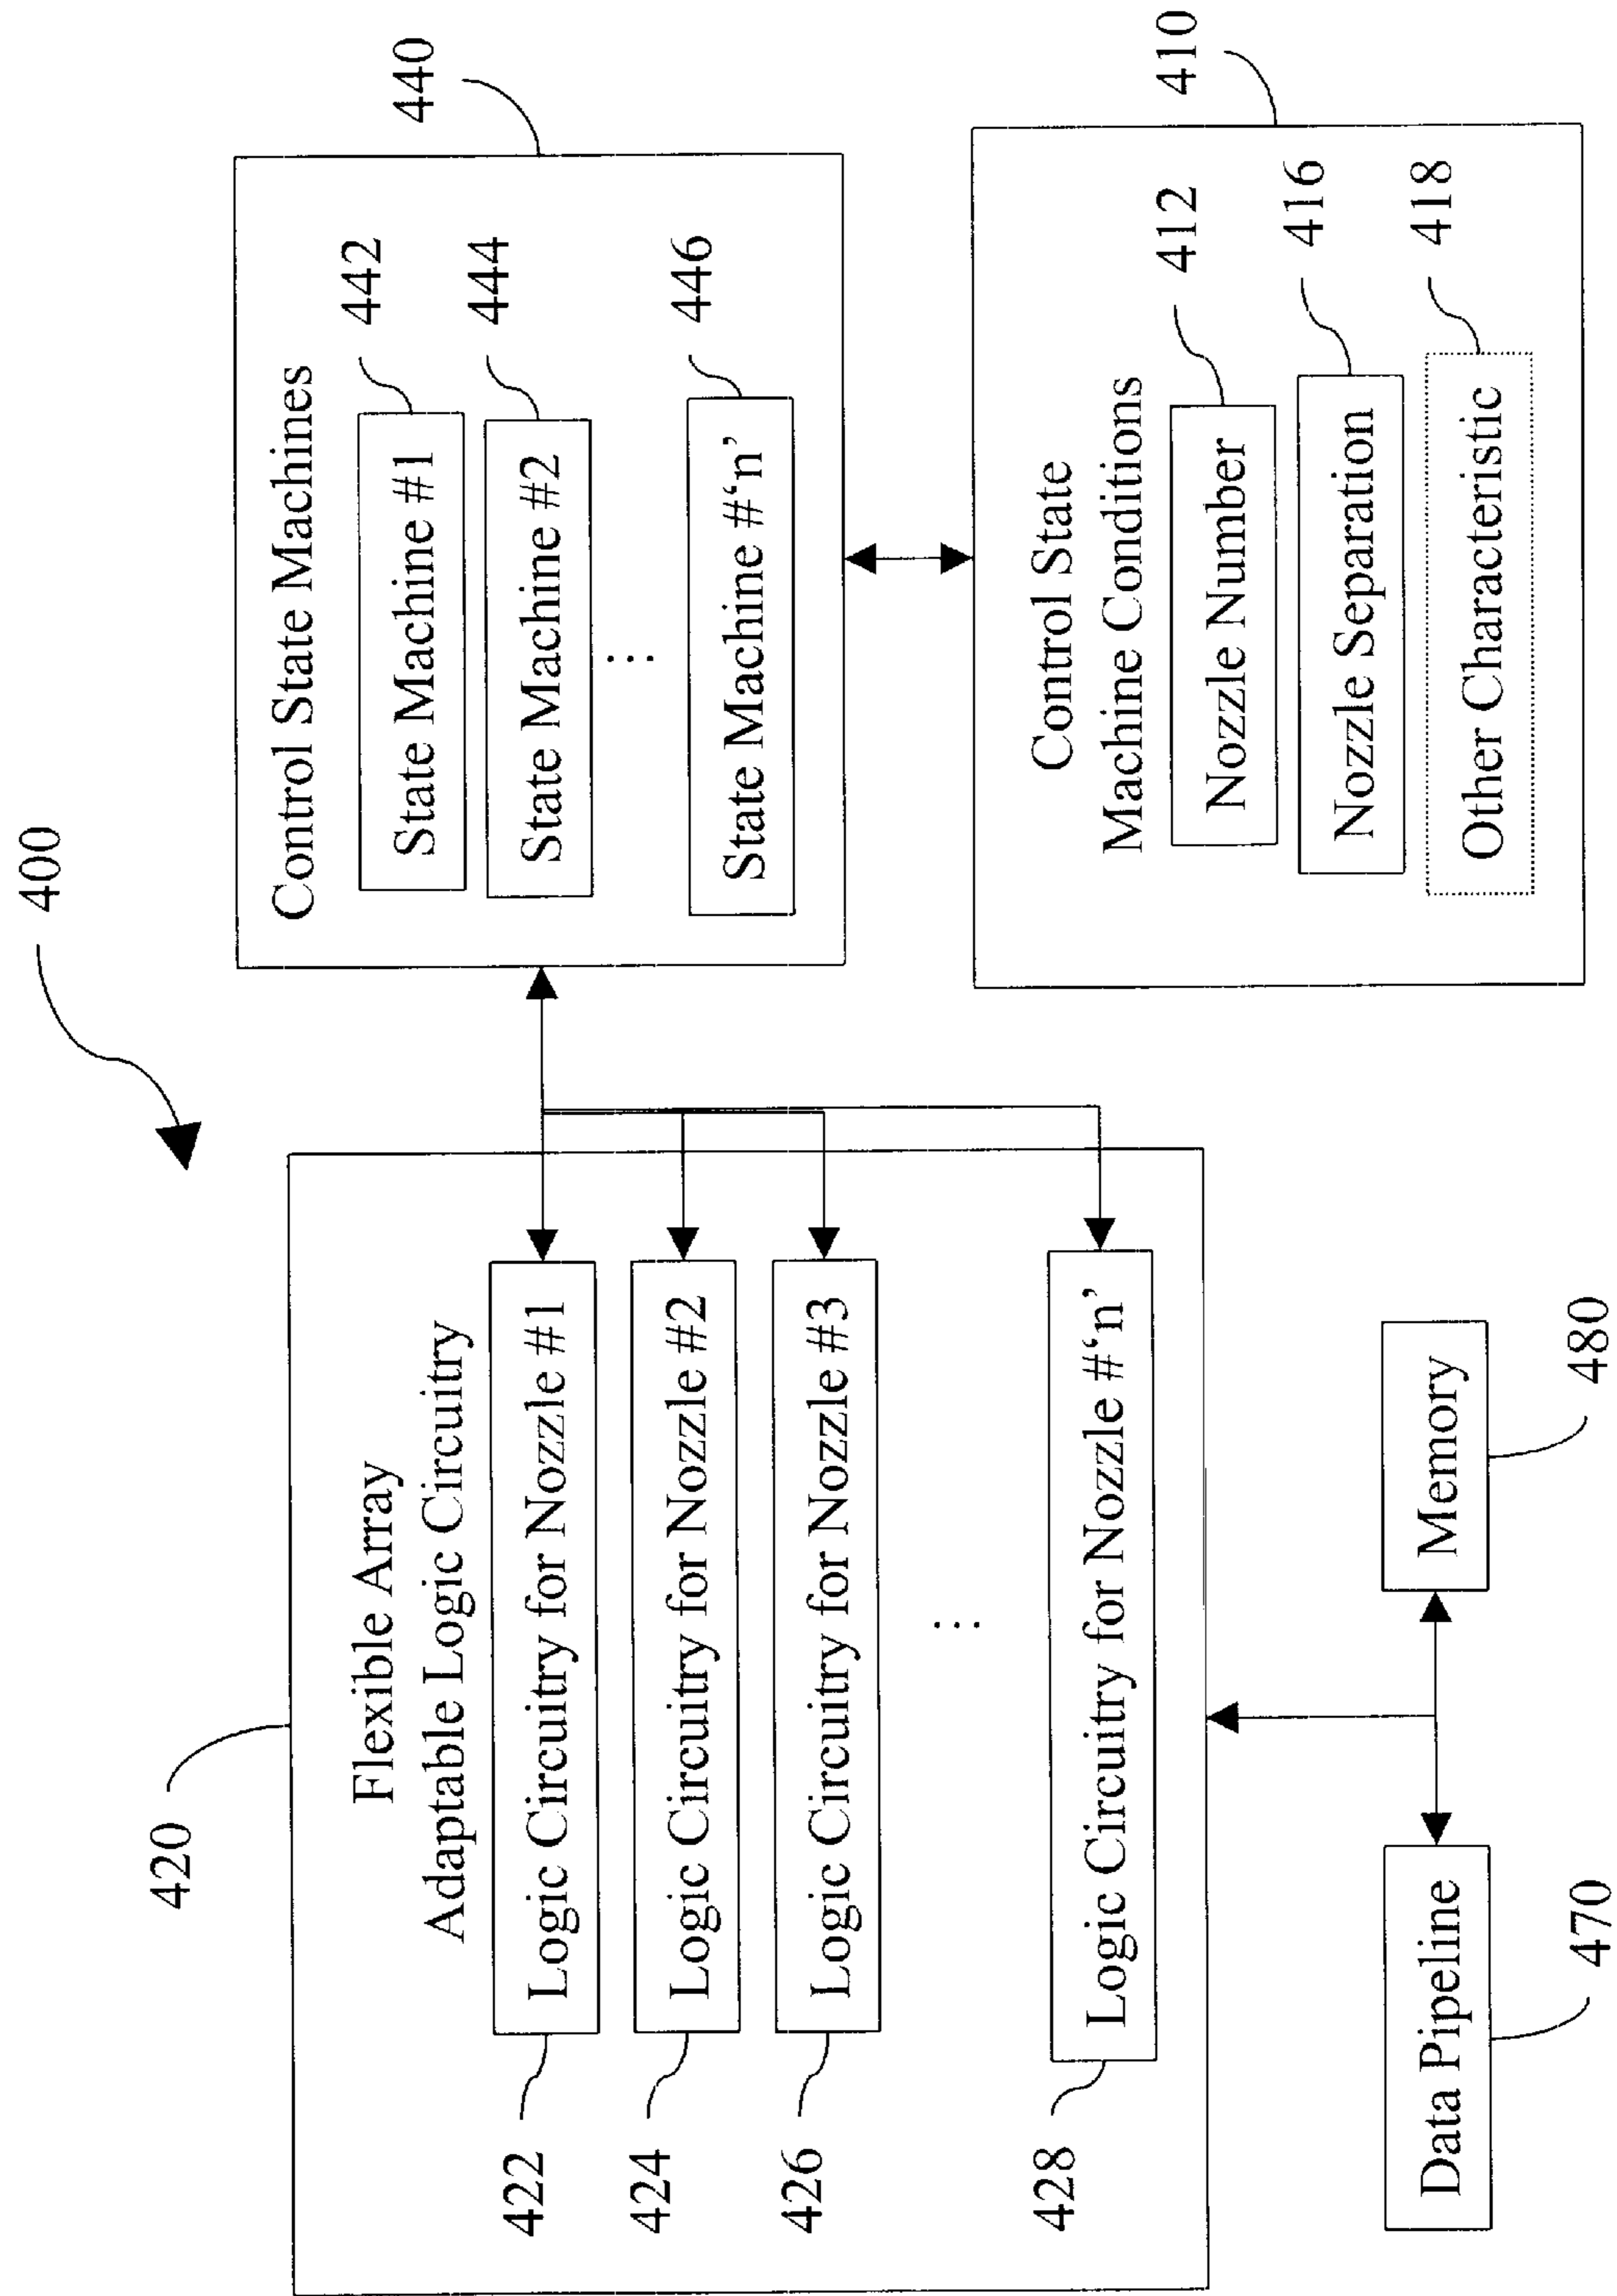 400
420
Flexible Array
Adaptable Logic Circuitry
422
Logic Circuitry for Nozzle #1
424
Logic Circuitry for Nozzle #2
426
Logic Circuitry for Nozzle #3
⋮
428
Logic Circuitry for Nozzle #‘n’
440
Control State Machines
State Machine #1
442
State Machine #2
444
⋮
State Machine #‘n’
446
410
Control State
Machine Conditions
Nozzle Number
412
Nozzle Separation
416
Other Characteristic
418
Data Pipeline
470
Memory
480